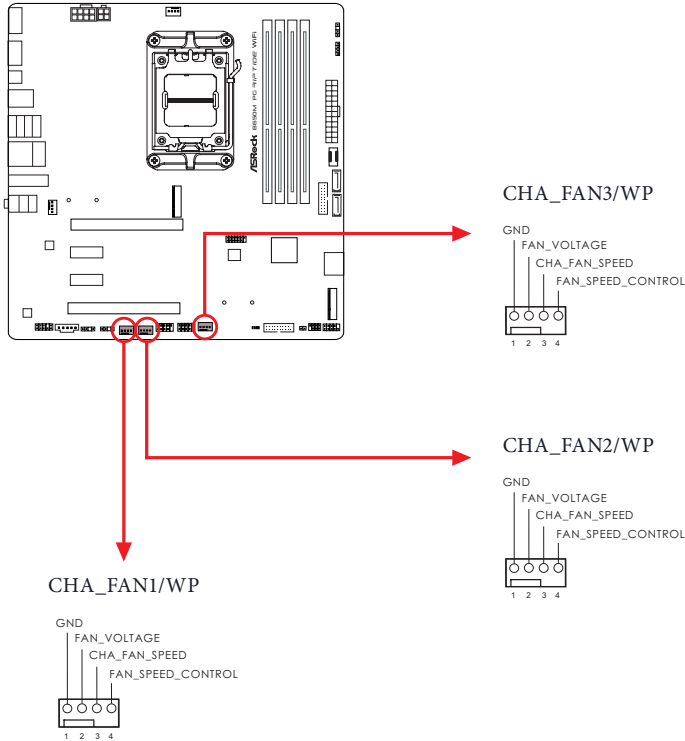 ASRock B650M PG RIPTIDE WiFi
CHA_FAN3/WP
GND
FAN_VOLTAGE
CHA_FAN_SPEED
FAN_SPEED_CONTROL
1 2 3 4
CHA_FAN2/WP
GND
FAN_VOLTAGE
CHA_FAN_SPEED
FAN_SPEED_CONTROL
1 2 3 4
CHA_FAN1/WP
GND
FAN_VOLTAGE
CHA_FAN_SPEED
FAN_SPEED_CONTROL
1 2 3 4